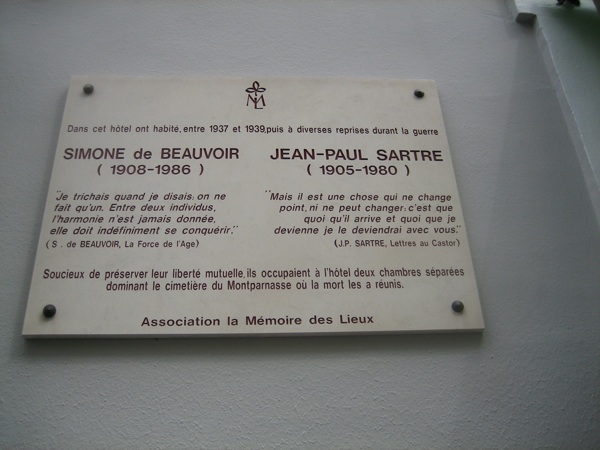 ML
Dans cet hôtel ont habité, entre 1937 et 1939,puis à diverses reprises durant la guerre
SIMONE de BEAUVOIR
( 1908-1986 )
"Je trichais quand je disais: on ne
fait qu'un. Entre deux individus,
l'harmonie n'est jamais donnée,
elle doit indéfiniment se conquérir."
(S . de BEAUVOIR, La Force de l'Age)
JEAN-PAUL SARTRE
( 1905-1980 )
"Mais il est une chose qui ne change
point, ni ne peut changer: c'est que
quoi qu'il arrive et quoi que je
devienne je le deviendrai avec vous."
(J.P. SARTRE, Lettres au Castor)
Soucieux de préserver leur liberté mutuelle, ils occupaient à l'hôtel deux chambres séparées
dominant le cimetière du Montparnasse où la mort les a réunis.
Association la Mémoire des Lieux